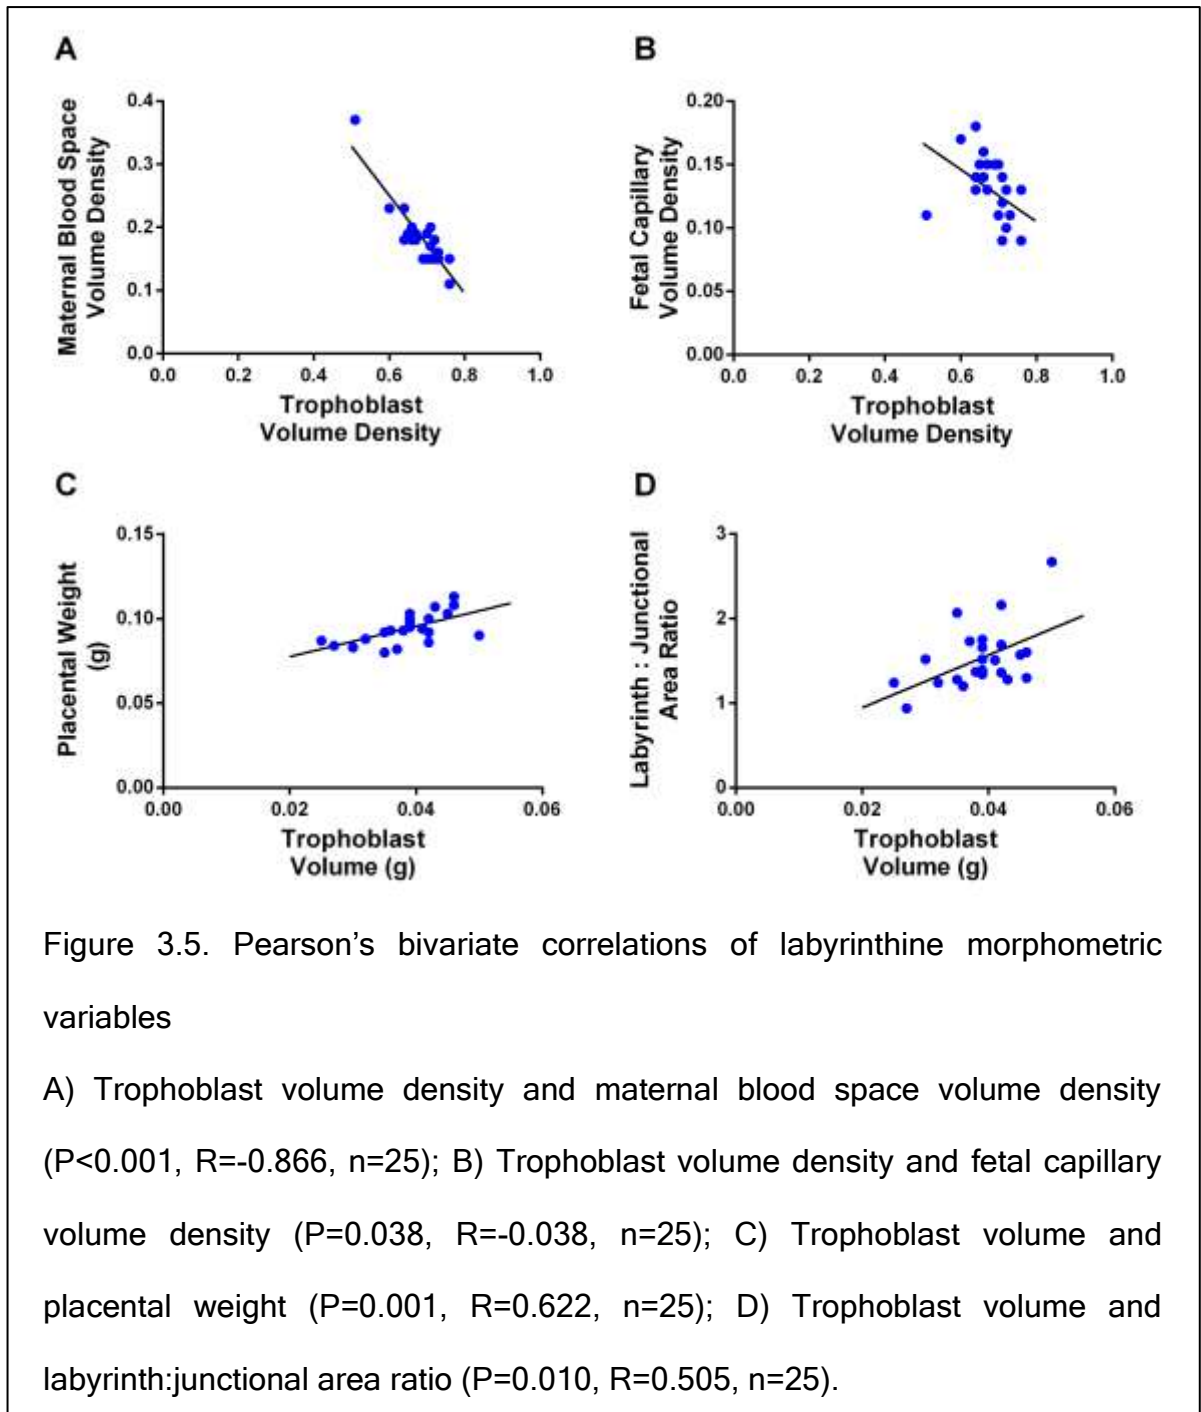 A
Maternal Blood Space
Volume Density
0.4
0.3
0.2
0.1
0.0
0.0 0.2 0.4 0.6 0.8 1.0
Trophoblast
Volume Density
B
Fetal Capillary
Volume Density
0.20
0.15
0.10
0.05
0.00
0.0 0.2 0.4 0.6 0.8 1.0
Trophoblast
Volume Density
C
Placental Weight
(g)
0.15
0.10
0.05
0.00
0.00 0.02 0.04 0.06
Trophoblast
Volume (g)
D
Labyrinth : Junctional
Area Ratio
3
2
1
0
0.00 0.02 0.04 0.06
Trophoblast
Volume (g)
Figure 3.5. Pearson’s bivariate correlations of labyrinthine morphometric
variables
A) Trophoblast volume density and maternal blood space volume density
(P<0.001, R=-0.866, n=25); B) Trophoblast volume density and fetal capillary
volume density (P=0.038, R=-0.038, n=25); C) Trophoblast volume and
placental weight (P=0.001, R=0.622, n=25); D) Trophoblast volume and
labyrinth:junctional area ratio (P=0.010, R=0.505, n=25).